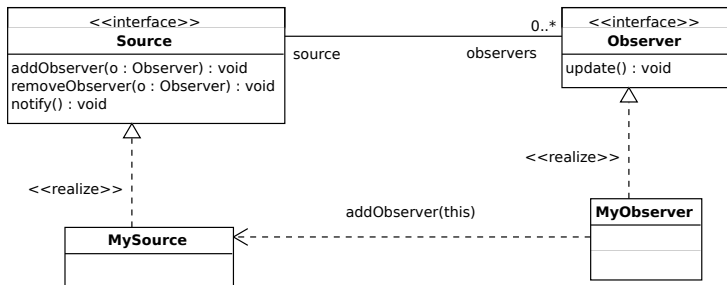 <<interface>>
Source
addObserver(o : Observer) : void
removeObserver(o : Observer) : void
notify() : void
source
observers
0..*
<<interface>>
Observer
update() : void
<<realize>>
<<realize>>
MySource
addObserver(this)
MyObserver